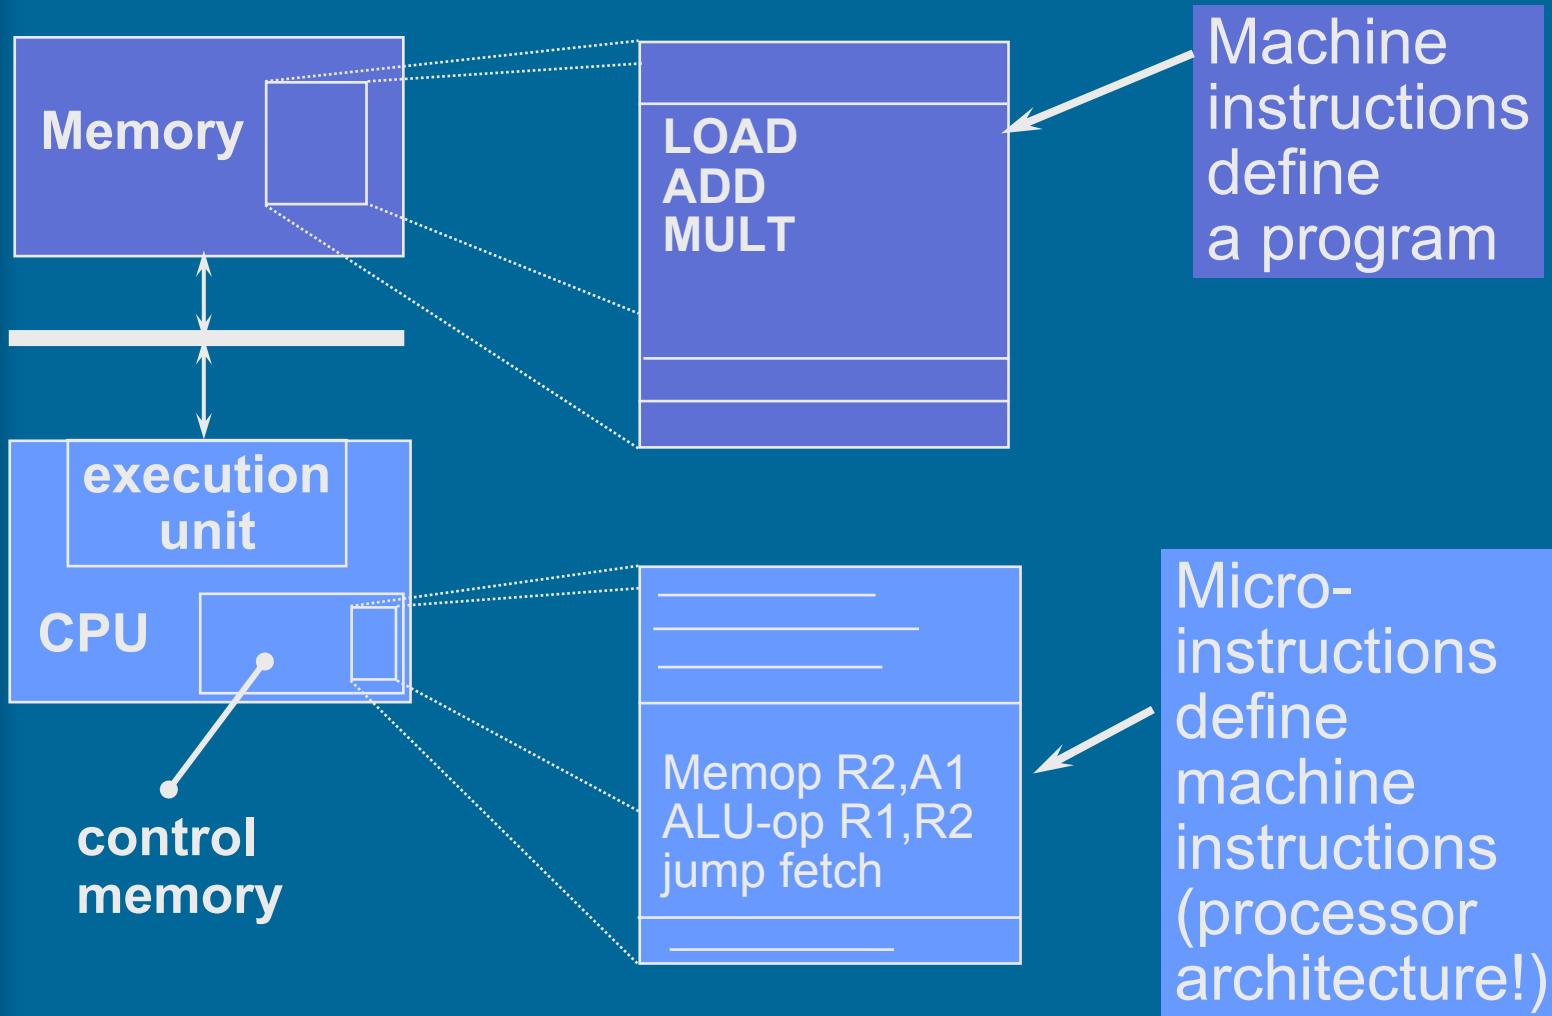 Memory
LOAD
ADD
MULT
Machine
instructions
define
a program
execution
unit
CPU
control
memory
Memop R2,A1
ALU-op R1,R2
jump fetch
Micro-
instructions
define
machine
instructions
(processor
architecture!)